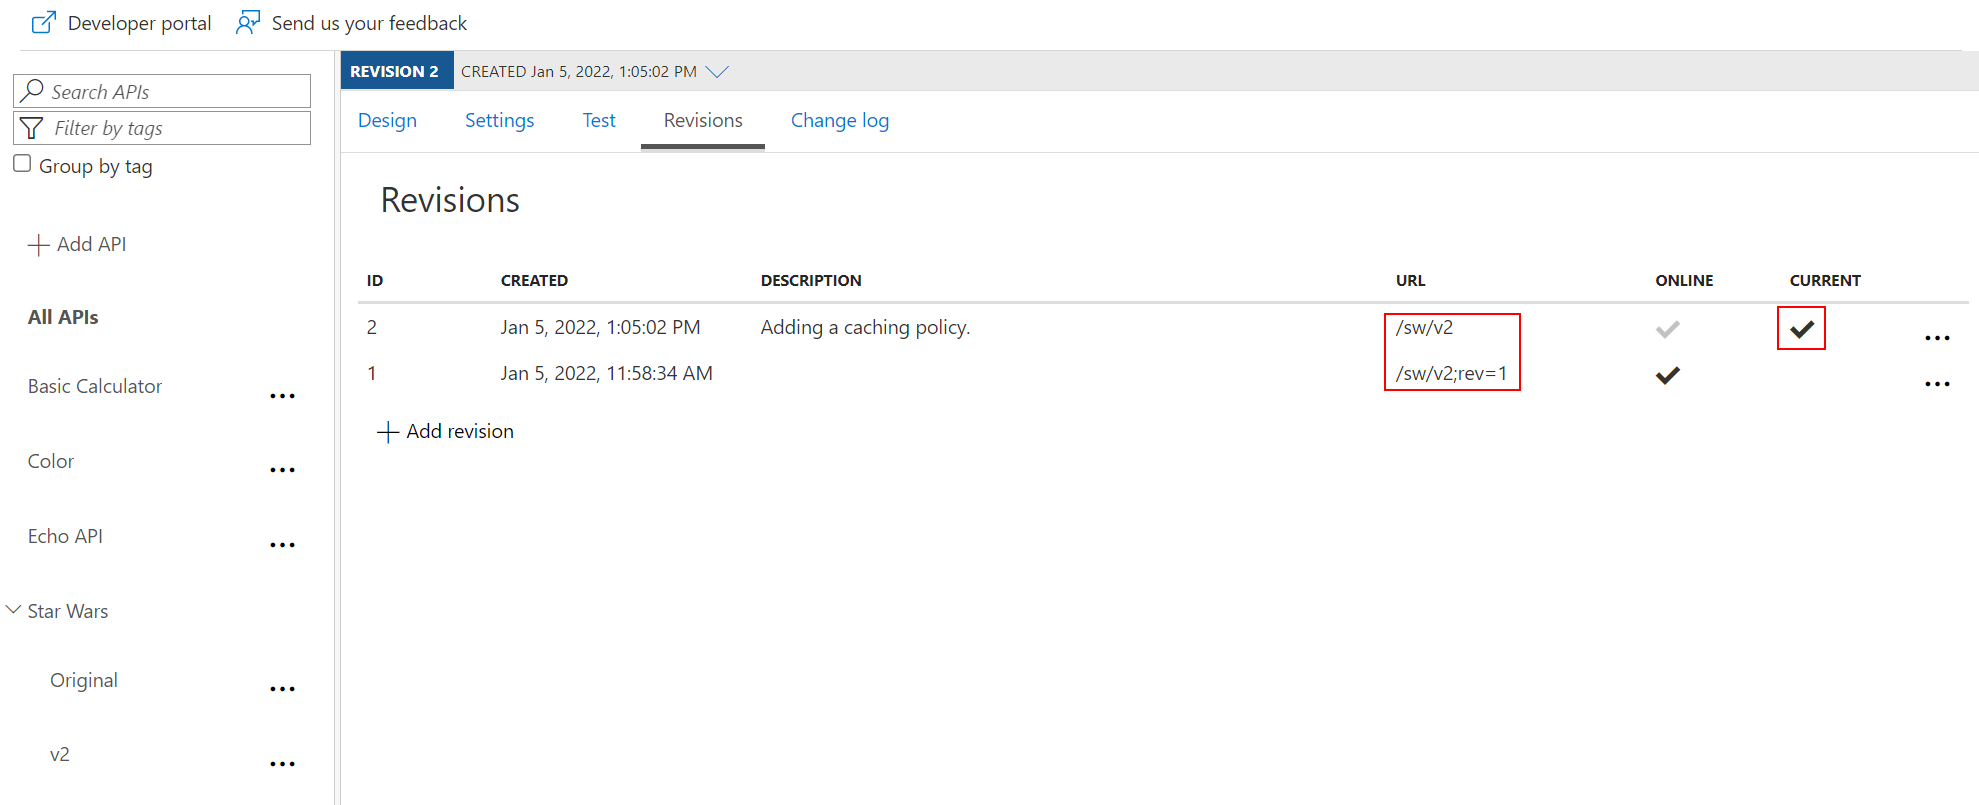 Developer portal Send us your feedback
Search APIs
Filter by tags
Group by tag
Add API
All APIs
Basic Calculator
Color
Echo API
Star Wars
Original
v2
REVISION 2 CREATED Jan 5, 2022, 1:05:02 PM
Design Settings Test Revisions Change log
Revisions
ID CREATED DESCRIPTION URL ONLINE CURRENT
2 Jan 5, 2022, 1:05:02 PM Adding a caching policy. /sw/v2
1 Jan 5, 2022, 11:58:34 AM /sw/v2;rev=1
Add revision